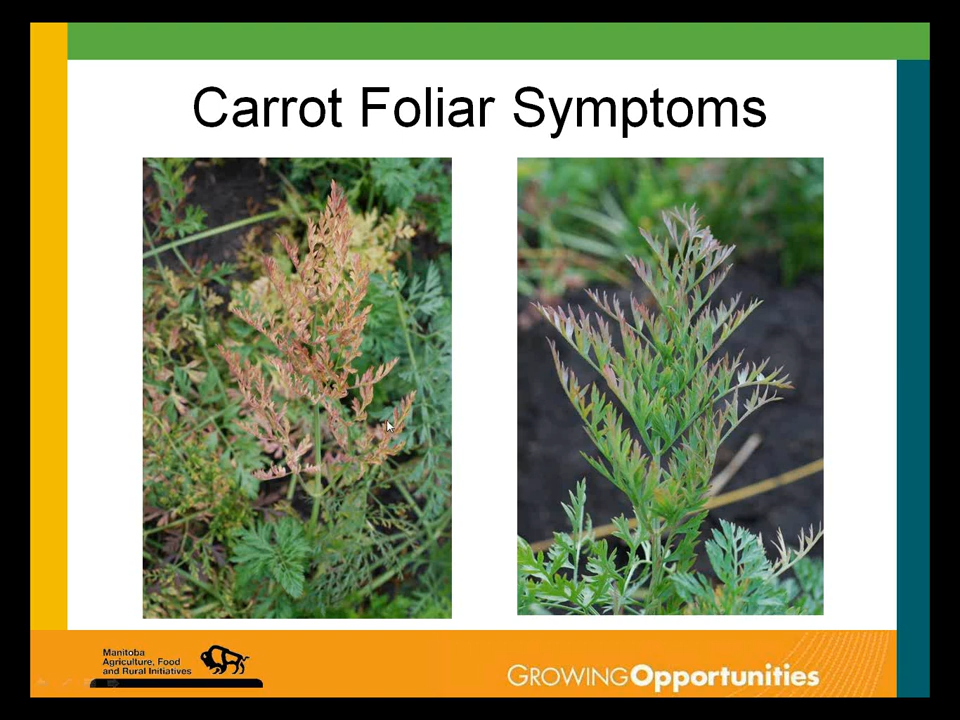 Carrot Foliar Symptoms
Manitoba
Agriculture, Food
and Rural Initiatives
GROWING Opportunities